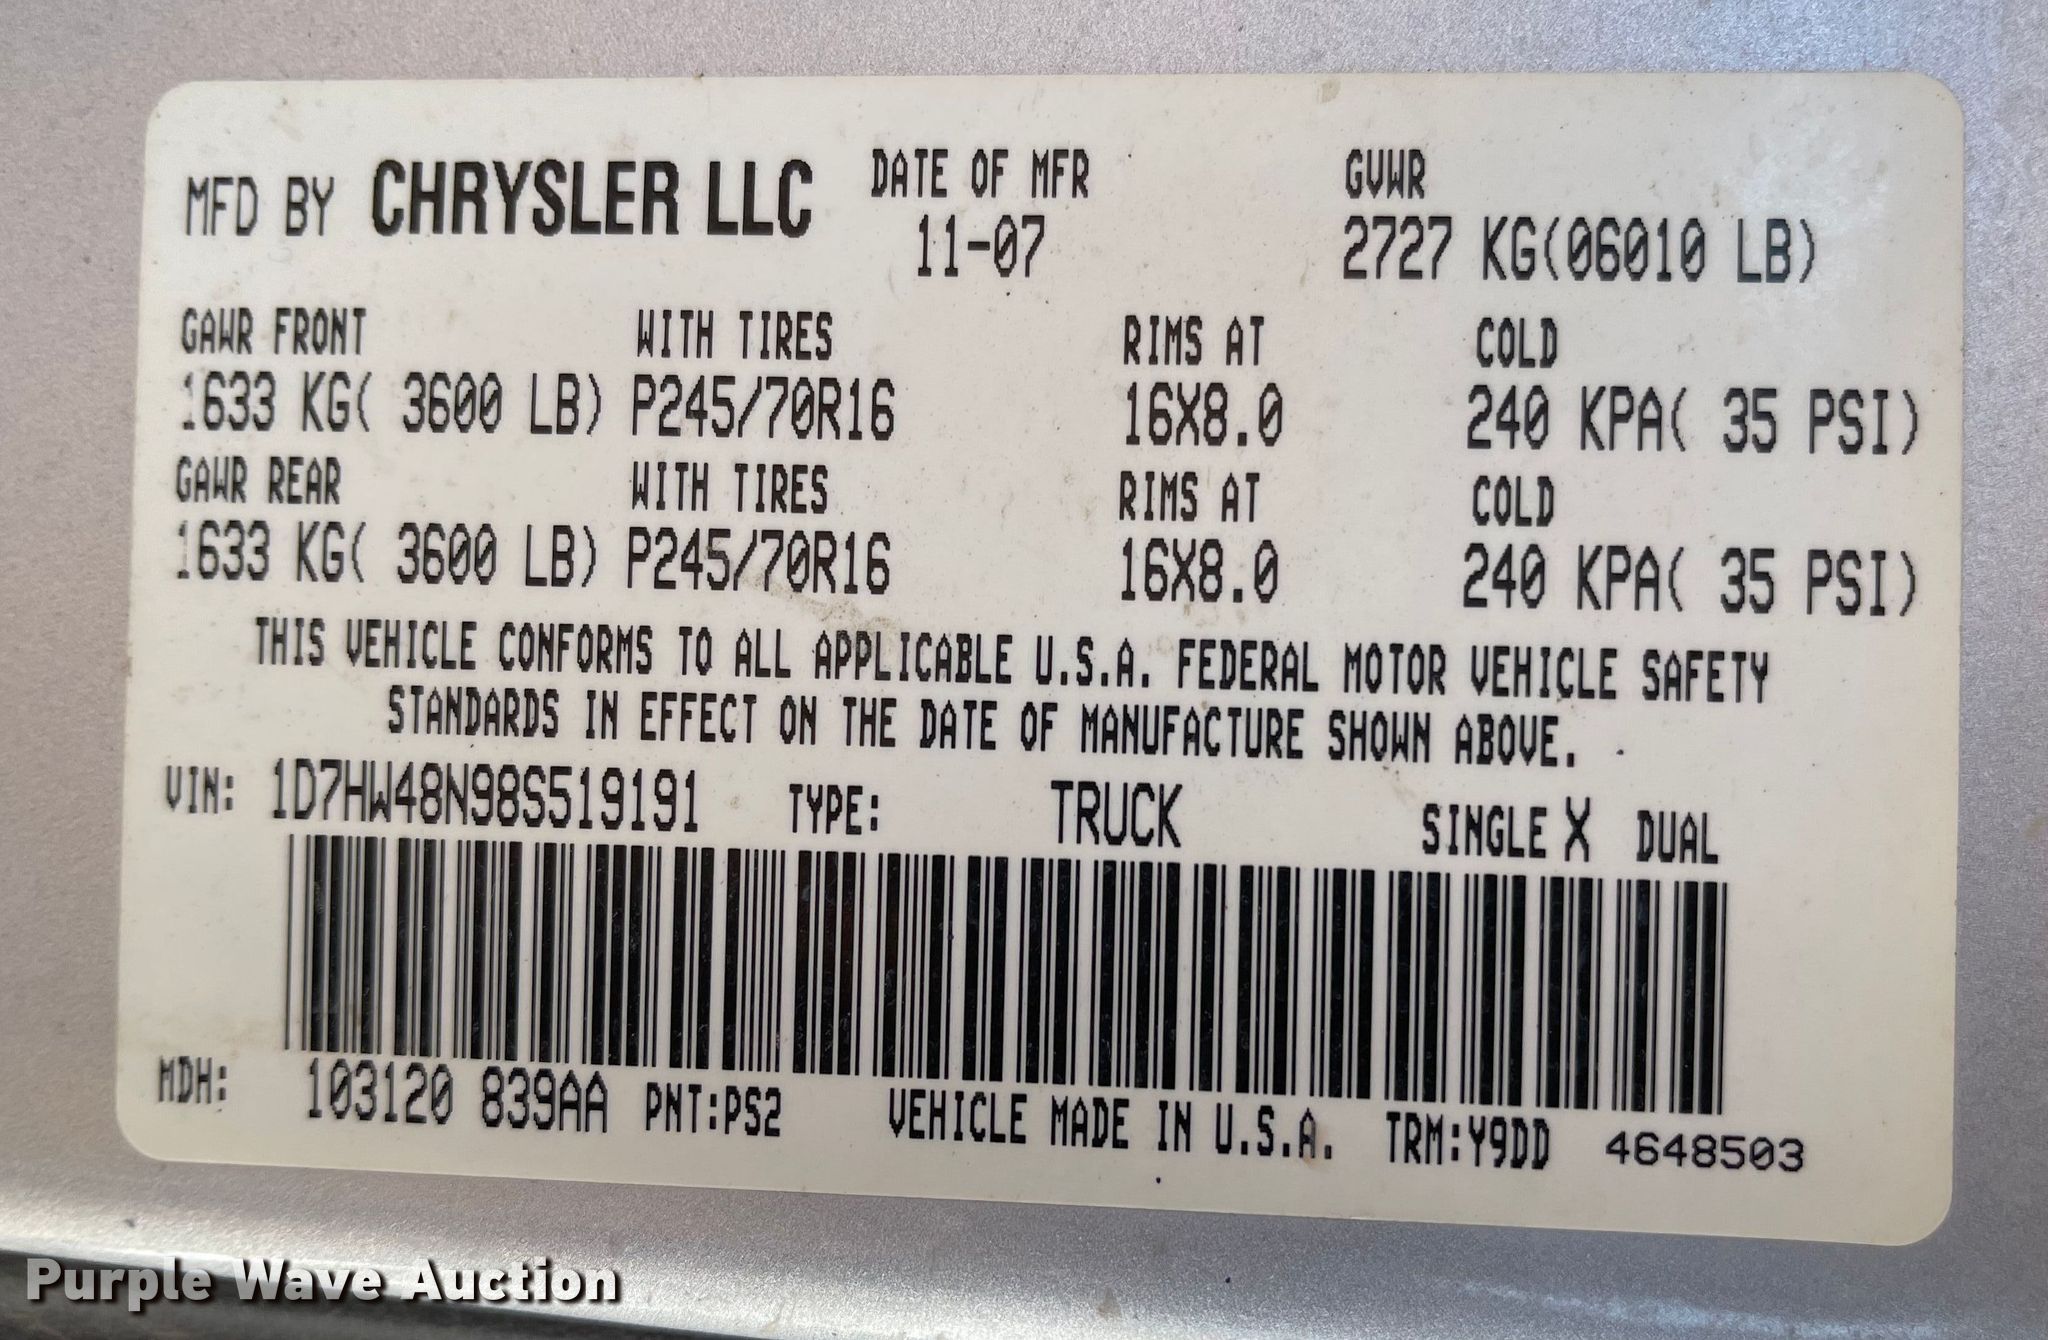 MFD BY CHRYSLER LLC DATE OF MFR GVWR
11-07 2727 KG(06010 LB)
GAWR FRONT WITH TIRES RIMS AT COLD
1633 KG( 3600 LB) P245/70R16 16X8.0 240 KPA( 35 PSI)
GAWR REAR WITH TIRES RIMS AT COLD
1633 KG( 3600 LB) P245/70R16 16X8.0 240 KPA( 35 PSI)
THIS VEHICLE CONFORMS TO ALL APPLICABLE U.S.A. FEDERAL MOTOR VEHICLE SAFETY
STANDARDS IN EFFECT ON THE DATE OF MANUFACTURE SHOWN ABOVE.
VIN: 1D7HW48N98S519191 TYPE: TRUCK SINGLE X DUAL
MDH: 103120 839AA PNT:PS2 VEHICLE MADE IN U.S.A. TRM:Y9DD 4648503
Purple Wave Auction